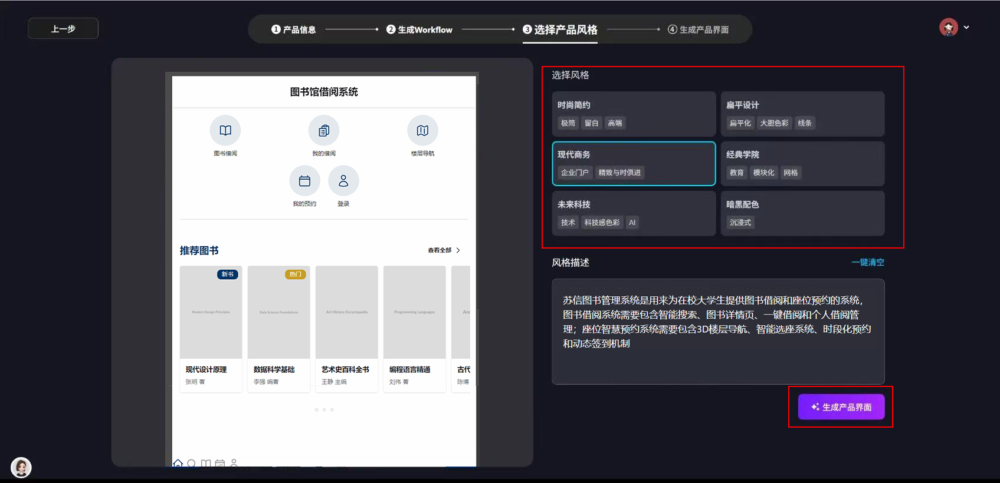 上一步
1 产品信息
2 生成Workflow
3 选择产品风格
4 生成产品界面
图书馆借阅系统
图书借阅
我的借阅
楼层导航
我的预约
登录
推荐图书
查看全部
新书
热门
Modern Design Principles
Data Science Foundations
Art History Encyclopedia
Programming Languages
现代设计原理
数据科学基础
艺术史百科全书
编程语言精通
古代
张明 著
李强 编著
王静 主编
刘伟 著
陈博
选择风格
时尚简约
极简 留白 高端
扁平设计
扁平化 大胆色彩 线条
现代商务
企业门户 精致与时俱进
经典学院
教育 模块化 网格
未来科技
技术 科技感色彩 AI
暗黑配色
沉浸式
风格描述
一键清空
苏信图书管理系统是用来为在校大学生提供图书借阅和座位预约的系统，
图书借阅系统需要包含智能搜索、图书详情页、一键借阅和个人借阅管
理；座位智慧预约系统需要包含3D楼层导航、智能选座系统、时段化预约
和动态签到机制
生成产品界面